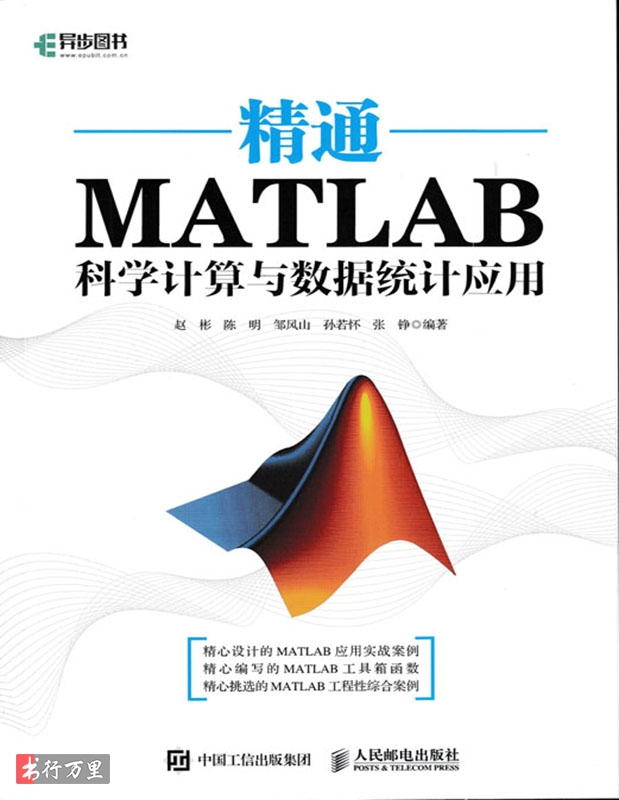 异步图书
www.epubit.com.cn
精通
MATLAB
科学计算与数据统计应用
赵 彬 陈 明 邹风山 孙若怀 张 铮◎编著
精心设计的MATLAB应用实战案例
精心编写的MATLAB工具箱函数
精心挑选的MATLAB工程性综合案例
中国工信出版集团
人民邮电出版社
POSTS & TELECOM PRESS
书行万里